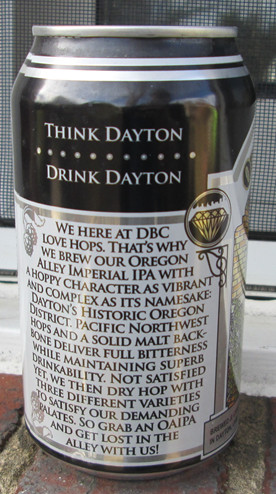 THINK DAYTON
DRINK DAYTON
WE HERE AT DBC
LOVE HOPS. THAT'S WHY
WE BREW OUR OREGON
ALLEY IMPERIAL IPA WITH
A HOPPY CHARACTER AS VIBRANT
AND COMPLEX AS ITS NAMESAKE:
DAYTON'S HISTORIC OREGON
DISTRICT. PACIFIC NORTHWEST
HOPS AND A SOLID MALT BACK-
BONE DELIVER FULL BITTERNESS
WHILE MAINTAINING SUPERB
DRINKABILITY. NOT SATISFIED
YET, WE THEN DRY HOP WITH
THREE DIFFERENT VARIETIES
TO SATISFY OUR DEMANDING
PALATES. SO GRAB AN OAIPA
AND GET LOST IN THE
ALLEY WITH US!